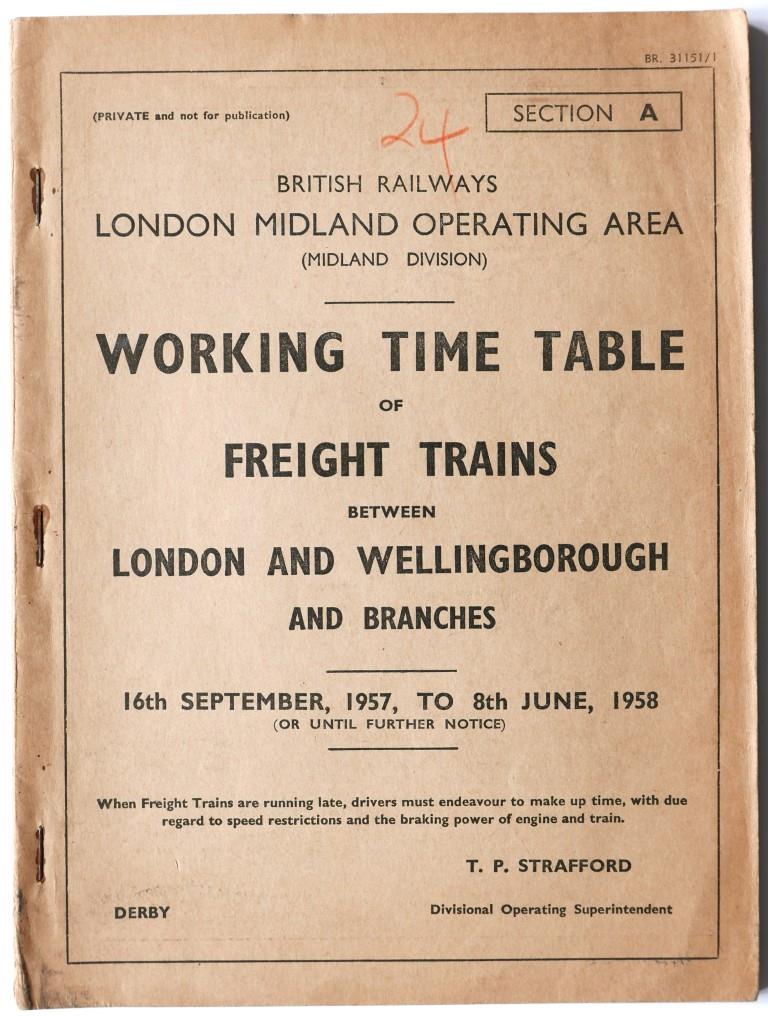 BR. 31151/1
(PRIVATE and not for publication)
24
SECTION A
BRITISH RAILWAYS
LONDON MIDLAND OPERATING AREA
(MIDLAND DIVISION)
WORKING TIME TABLE
OF
FREIGHT TRAINS
BETWEEN
LONDON AND WELLINGBOROUGH
AND BRANCHES
16th SEPTEMBER, 1957, TO 8th JUNE, 1958
(OR UNTIL FURTHER NOTICE)
When Freight Trains are running late, drivers must endeavour to make up time, with due
regard to speed restrictions and the braking power of engine and train.
T. P. STRAFFORD
DERBY
Divisional Operating Superintendent